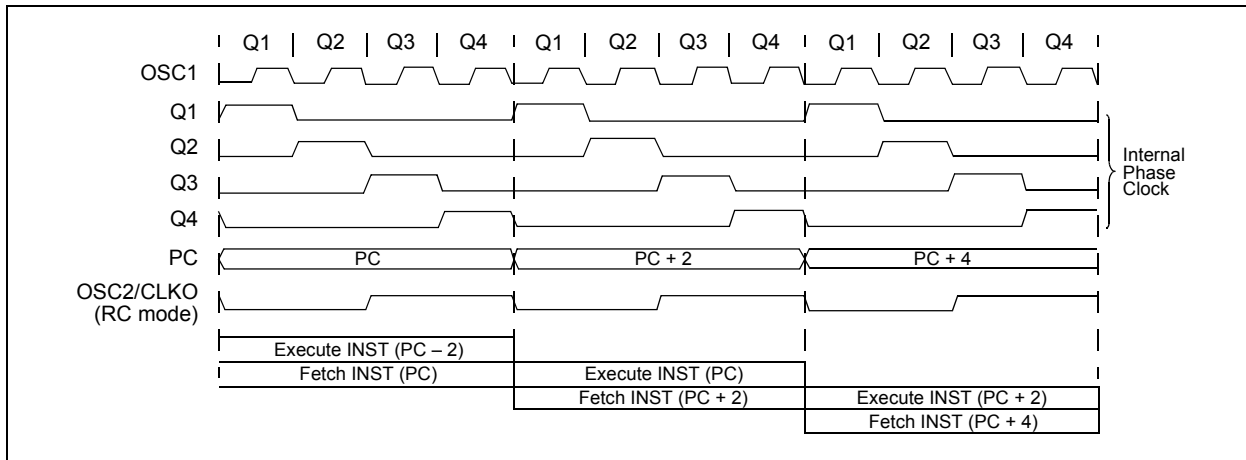 Q1 Q2 Q3 Q4 Q1 Q2 Q3 Q4 Q1 Q2 Q3 Q4
OSC1
Q1
Q2
Q3
Q4
Internal
Phase
Clock
PC PC PC + 2 PC + 4
OSC2/CLKO
(RC mode)
Execute INST (PC – 2)
Fetch INST (PC) Execute INST (PC)
Fetch INST (PC + 2) Execute INST (PC + 2)
Fetch INST (PC + 4)